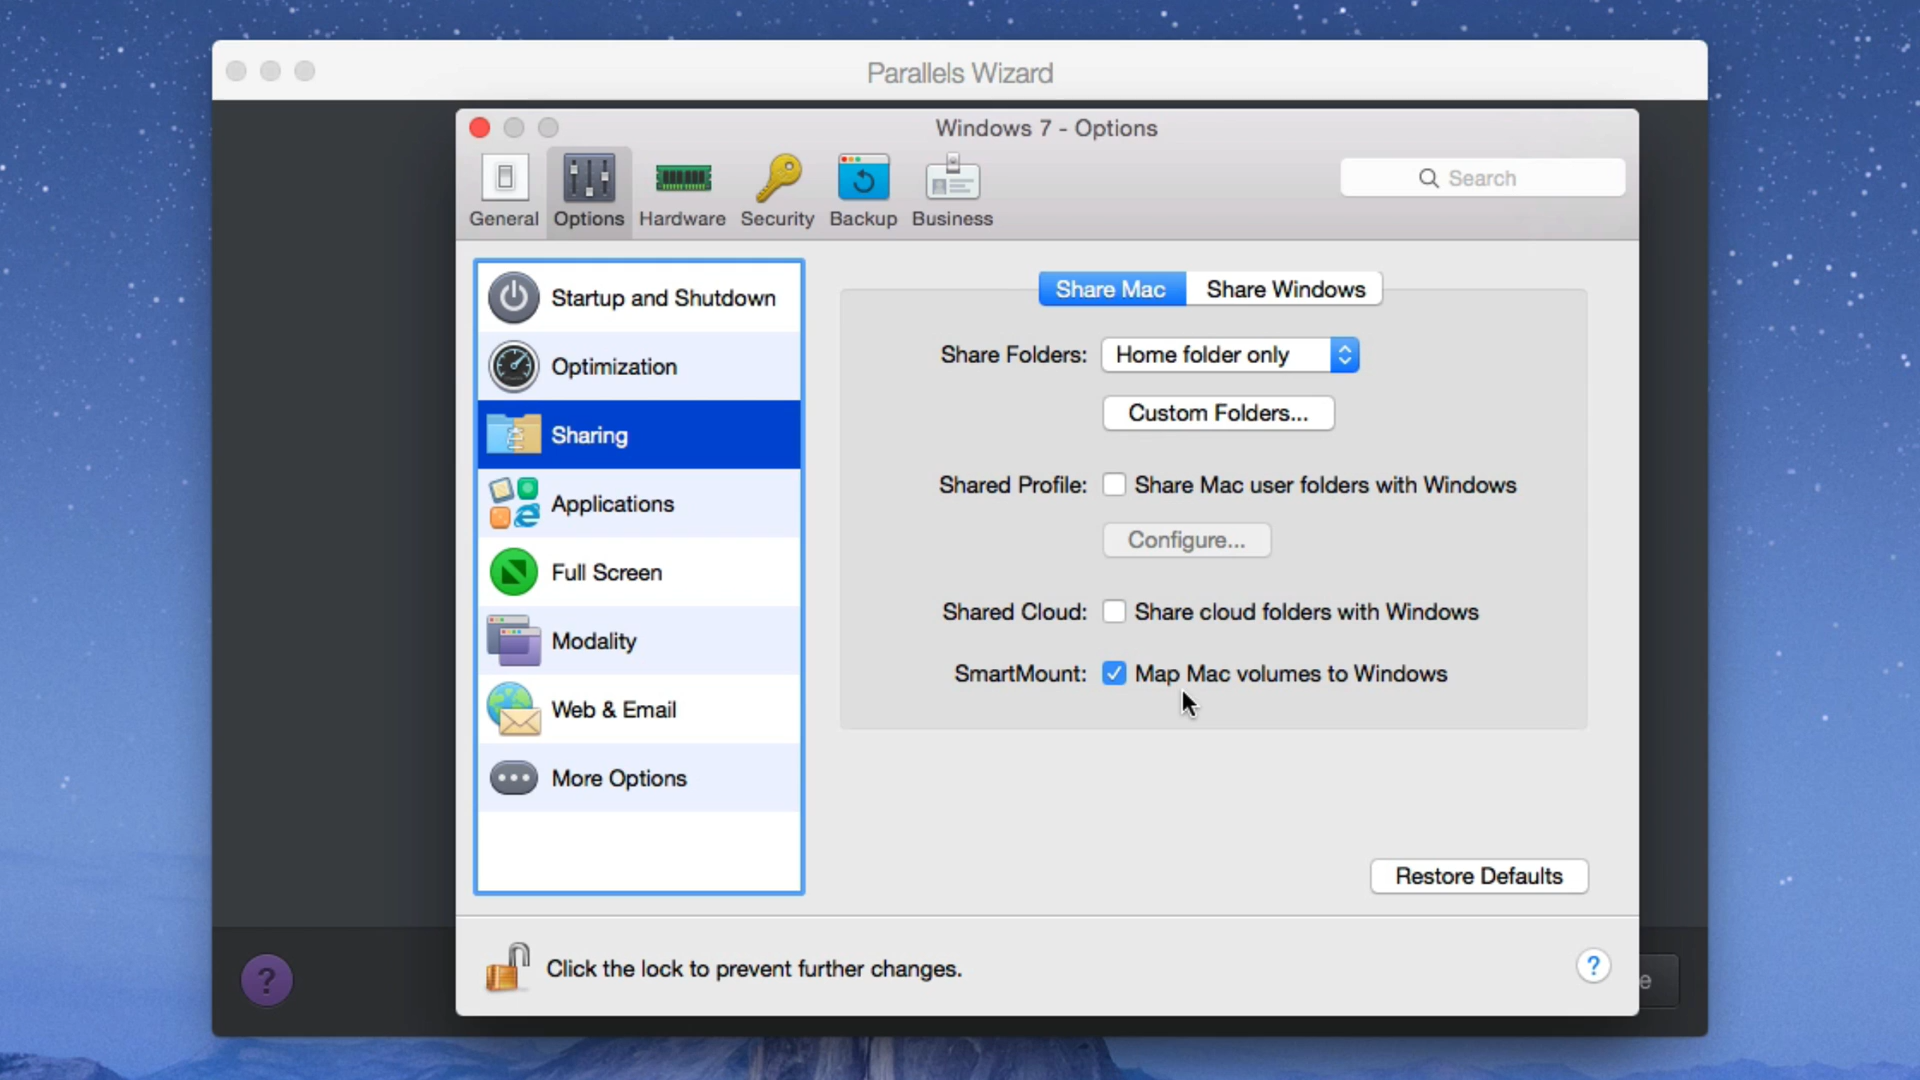 Parallels Wizard
Windows 7 - Options
General Options Hardware Security Backup Business
Search
Startup and Shutdown
Optimization
Sharing
Applications
Full Screen
Modality
Web & Email
More Options
Share Mac Share Windows
Share Folders: Home folder only
Custom Folders...
Shared Profile: Share Mac user folders with Windows
Configure...
Shared Cloud: Share cloud folders with Windows
SmartMount: Map Mac volumes to Windows
Restore Defaults
Click the lock to prevent further changes.
?
?
e